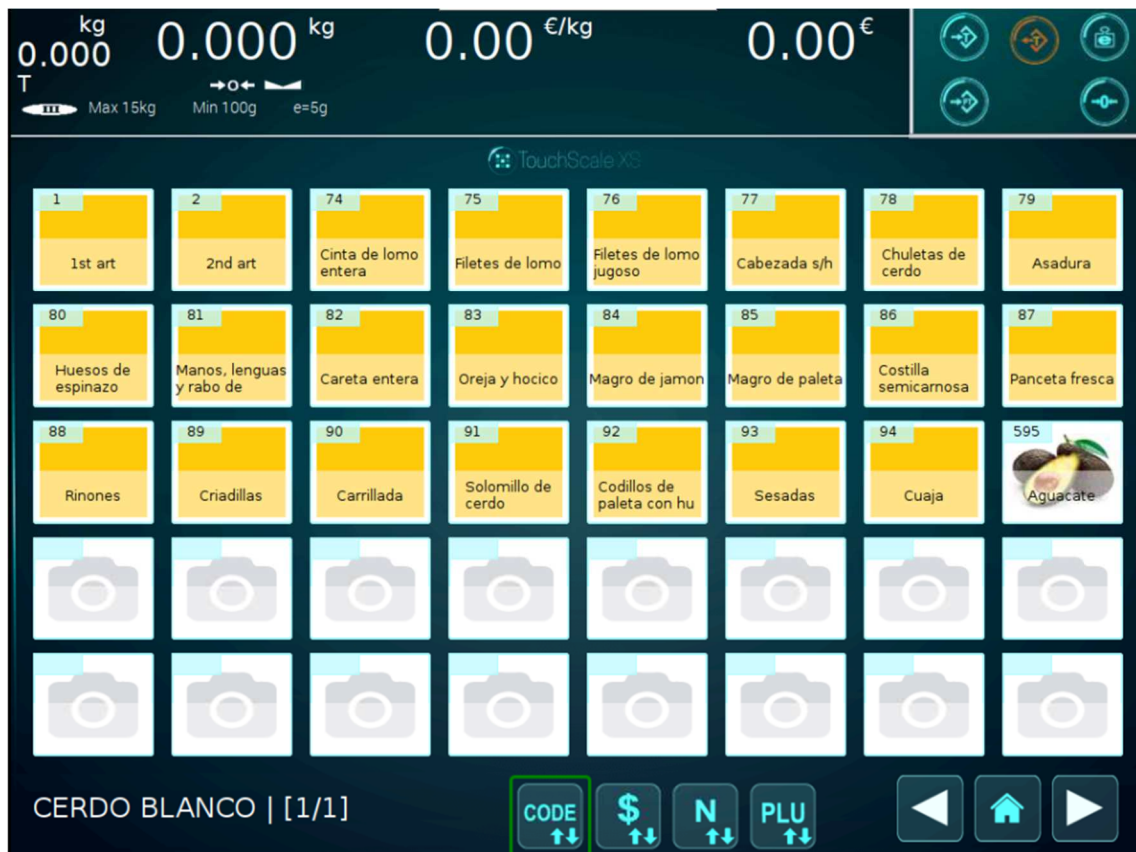 kg
0.000
T
0.000 kg
0.00 €/kg
0.00 €
→0←
III Max 15kg Min 100g e=5g
T
T
e
PT
→0←
TouchScale XS
1
1st art
2
2nd art
74
Cinta de lomo
entera
75
Filetes de lomo
76
Filetes de lomo
jugoso
77
Cabezada s/h
78
Chuletas de
cerdo
79
Asadura
80
Huesos de
espinazo
81
Manos, lenguas
y rabo de
82
Careta entera
83
Oreja y hocico
84
Magro de jamon
85
Magro de paleta
86
Costilla
semicarnosa
87
Panceta fresca
88
Rinones
89
Criadillas
90
Carrillada
91
Solomillo de
cerdo
92
Codillos de
paleta con hu
93
Sesadas
94
Cuaja
595
Aguacate
CERDO BLANCO | [1/1]
CODE
$
N
PLU